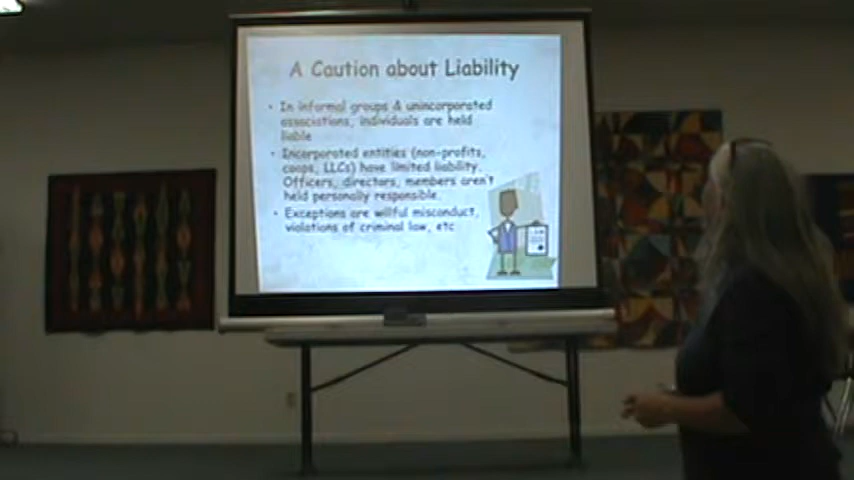 A Caution about Liability
• In informal groups & unincorporated
associations, individuals are held
liable
• Incorporated entities (non-profits,
coops, LLCs) have limited liability.
Officers, directors, members aren't
held personally responsible.
• Exceptions are willful misconduct,
violations of criminal law, etc